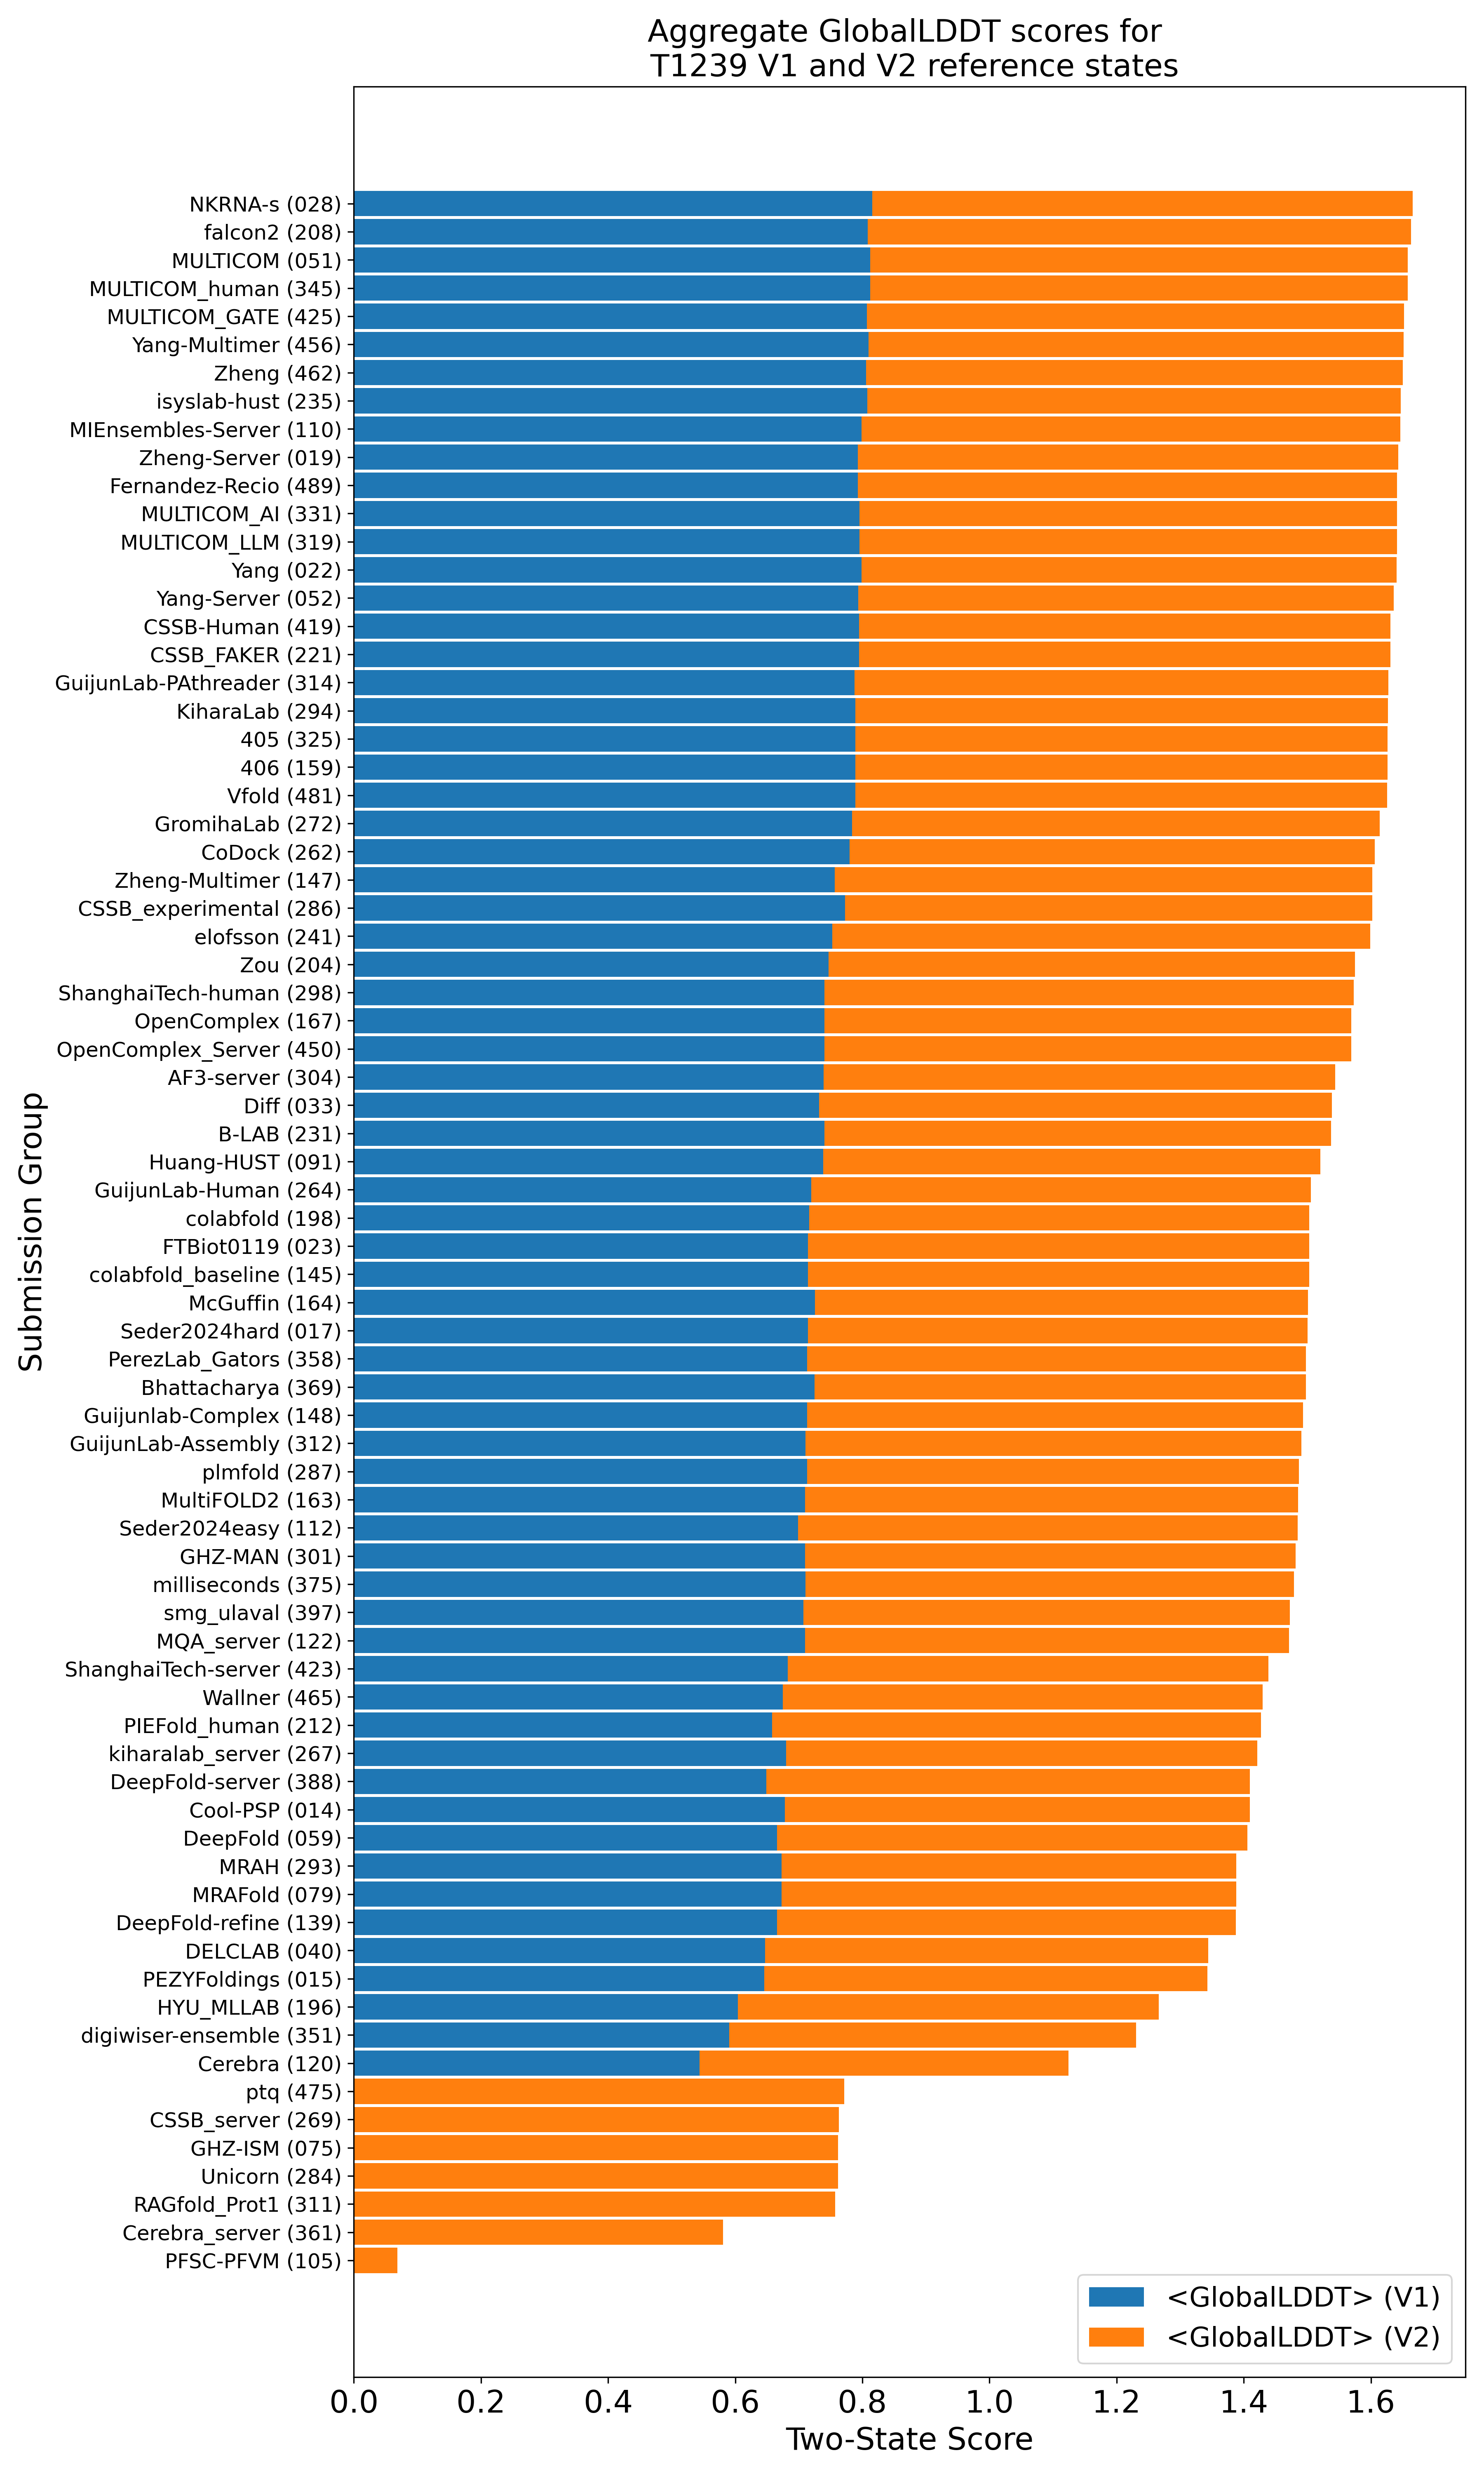 Aggregate GlobalLDDT scores for
T1239 V1 and V2 reference states
Submission Group
NKRNA-s (028)
falcon2 (208)
MULTICOM (051)
MULTICOM_human (345)
MULTICOM_GATE (425)
Yang-Multimer (456)
Zheng (462)
isyslab-hust (235)
MIEnsembles-Server (110)
Zheng-Server (019)
Fernandez-Recio (489)
MULTICOM_AI (331)
MULTICOM_LLM (319)
Yang (022)
Yang-Server (052)
CSSB-Human (419)
CSSB_FAKER (221)
GuijunLab-PAthreader (314)
KiharaLab (294)
405 (325)
406 (159)
Vfold (481)
GromihaLab (272)
CoDock (262)
Zheng-Multimer (147)
CSSB_experimental (286)
elofsson (241)
Zou (204)
ShanghaiTech-human (298)
OpenComplex (167)
OpenComplex_Server (450)
AF3-server (304)
Diff (033)
B-LAB (231)
Huang-HUST (091)
GuijunLab-Human (264)
colabfold (198)
FTBiot0119 (023)
colabfold_baseline (145)
McGuffin (164)
Seder2024hard (017)
PerezLab_Gators (358)
Bhattacharya (369)
Guijunlab-Complex (148)
GuijunLab-Assembly (312)
plmfold (287)
MultiFOLD2 (163)
Seder2024easy (112)
GHZ-MAN (301)
milliseconds (375)
smg_ulaval (397)
MQA_server (122)
ShanghaiTech-server (423)
Wallner (465)
PIEFold_human (212)
kiharalab_server (267)
DeepFold-server (388)
Cool-PSP (014)
DeepFold (059)
MRAH (293)
MRAFold (079)
DeepFold-refine (139)
DELCLAB (040)
PEZYFoldings (015)
HYU_MLLAB (196)
digiwiser-ensemble (351)
Cerebra (120)
ptq (475)
CSSB_server (269)
GHZ-ISM (075)
Unicorn (284)
RAGfold_Prot1 (311)
Cerebra_server (361)
PFSC-PFVM (105)
<GlobalLDDT> (V1)
<GlobalLDDT> (V2)
0.0 0.2 0.4 0.6 0.8 1.0 1.2 1.4 1.6
Two-State Score